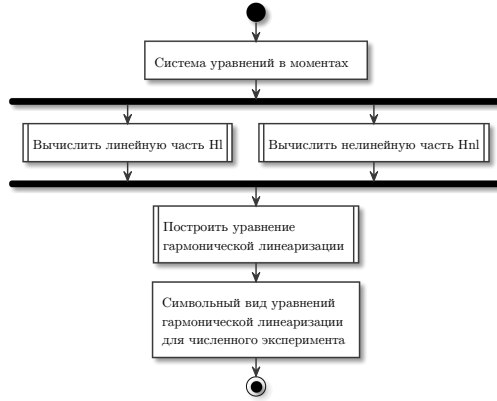 Система уравнений в моментах
Вычислить линейную часть Hl
Вычислить нелинейную часть Hnl
Построить уравнение
гармонической линеаризации
Символьный вид уравнений
гармонической линеаризации
для численного эксперимента